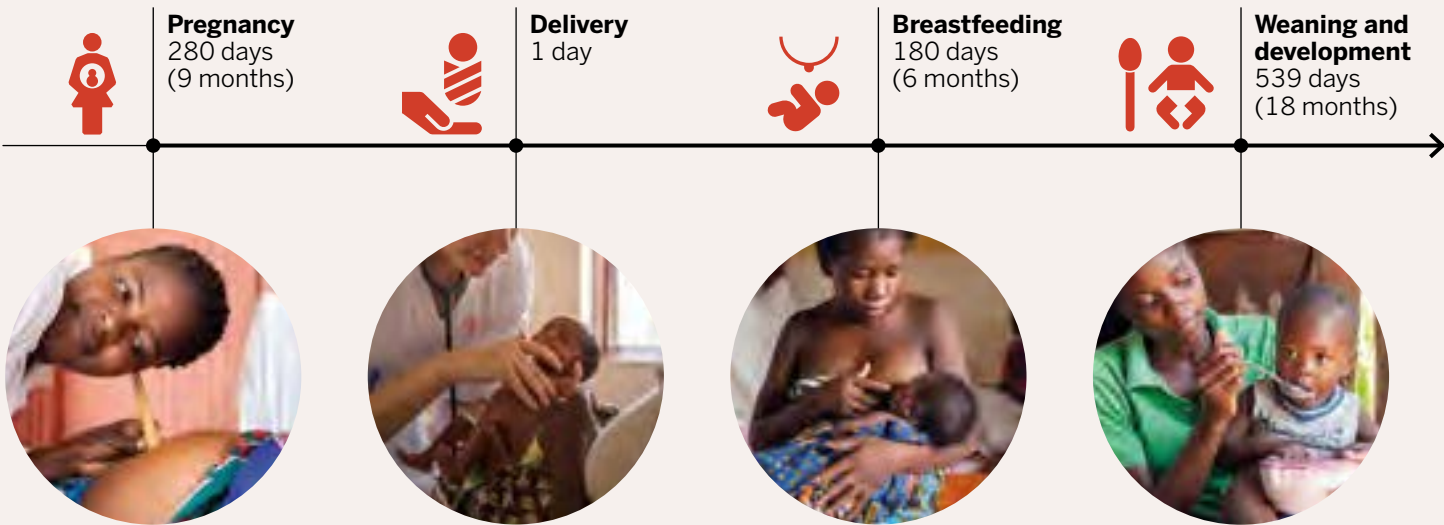 Pregnancy
280 days
(9 months)
Delivery
1 day
Breastfeeding
180 days
(6 months)
Weaning and
development
539 days
(18 months)